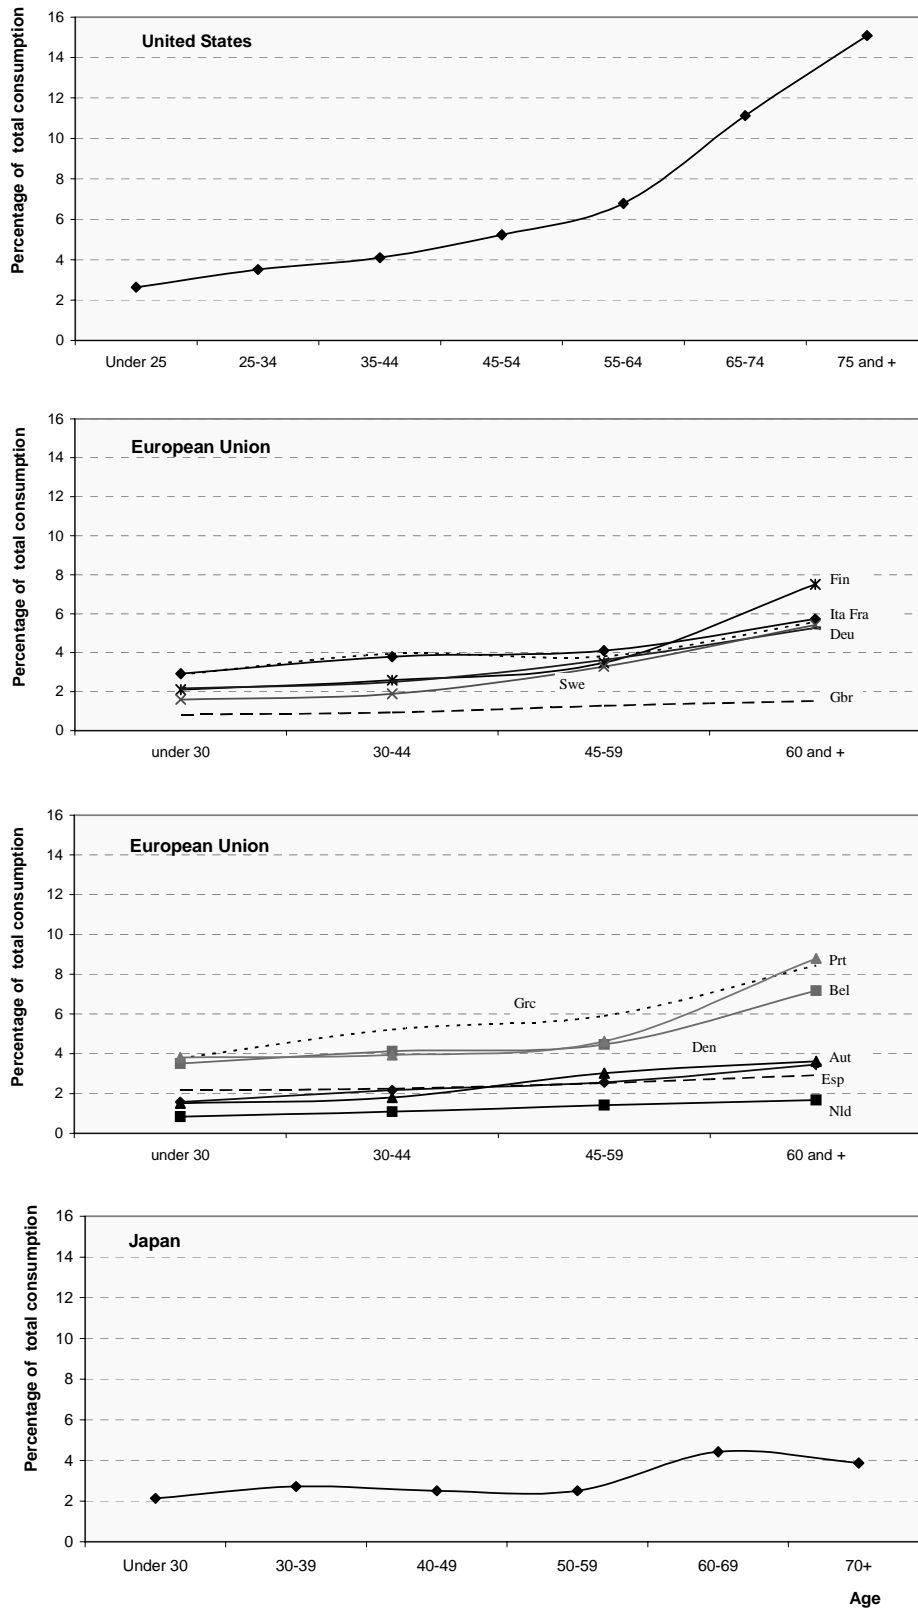 Percentage of total consumption
United States
16
14
12
10
8
6
4
2
0
Under 25 25-34 35-44 45-54 55-64 65-74 75 and +
Percentage of total consumption
European Union
16
14
12
10
8
6
4
2
0
Fin
Ita Fra
Deu
Swe
Gbr
under 30 30-44 45-59 60 and +
Percentage of total consumption
European Union
16
14
12
10
8
6
4
2
0
Prt
Bel
Grc
Den
Aut
Esp
Nld
under 30 30-44 45-59 60 and +
Percentage of total consumption
Japan
16
14
12
10
8
6
4
2
0
Under 30 30-39 40-49 50-59 60-69 70+
Age